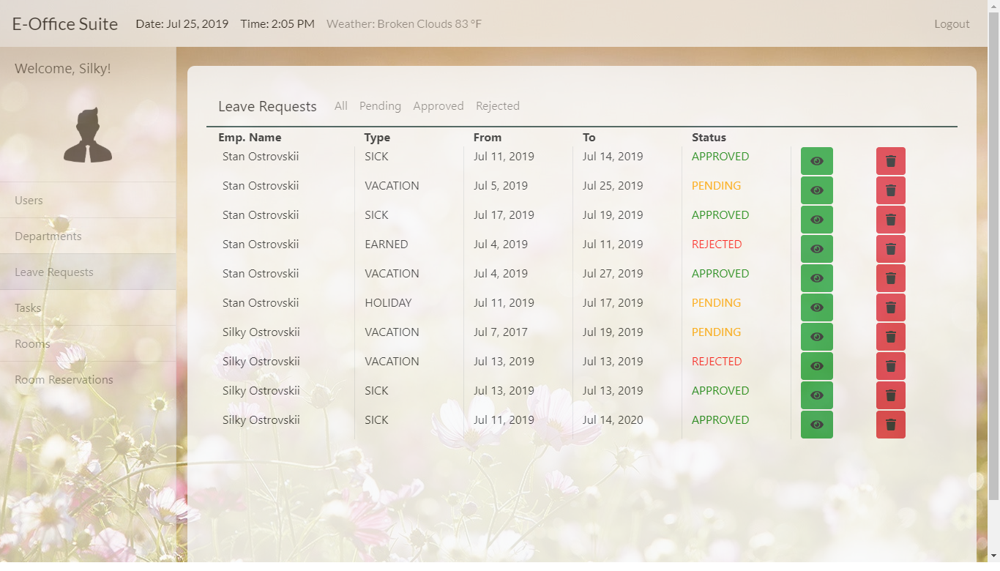 E-Office Suite Date: Jul 25, 2019 Time: 2:05 PM Weather: Broken Clouds 83 °F Logout
Welcome, Silky!
Users
Departments
Leave Requests
Tasks
Rooms
Room Reservations
Leave Requests All Pending Approved Rejected
Emp. Name Type From To Status
Stan Ostrovskii SICK Jul 11, 2019 Jul 14, 2019 APPROVED
Stan Ostrovskii VACATION Jul 5, 2019 Jul 25, 2019 PENDING
Stan Ostrovskii SICK Jul 17, 2019 Jul 19, 2019 APPROVED
Stan Ostrovskii EARNED Jul 4, 2019 Jul 11, 2019 REJECTED
Stan Ostrovskii VACATION Jul 4, 2019 Jul 27, 2019 APPROVED
Stan Ostrovskii HOLIDAY Jul 11, 2019 Jul 17, 2019 PENDING
Silky Ostrovskii VACATION Jul 7, 2017 Jul 19, 2019 PENDING
Silky Ostrovskii VACATION Jul 13, 2019 Jul 13, 2019 REJECTED
Silky Ostrovskii SICK Jul 13, 2019 Jul 13, 2019 APPROVED
Silky Ostrovskii SICK Jul 11, 2019 Jul 14, 2020 APPROVED